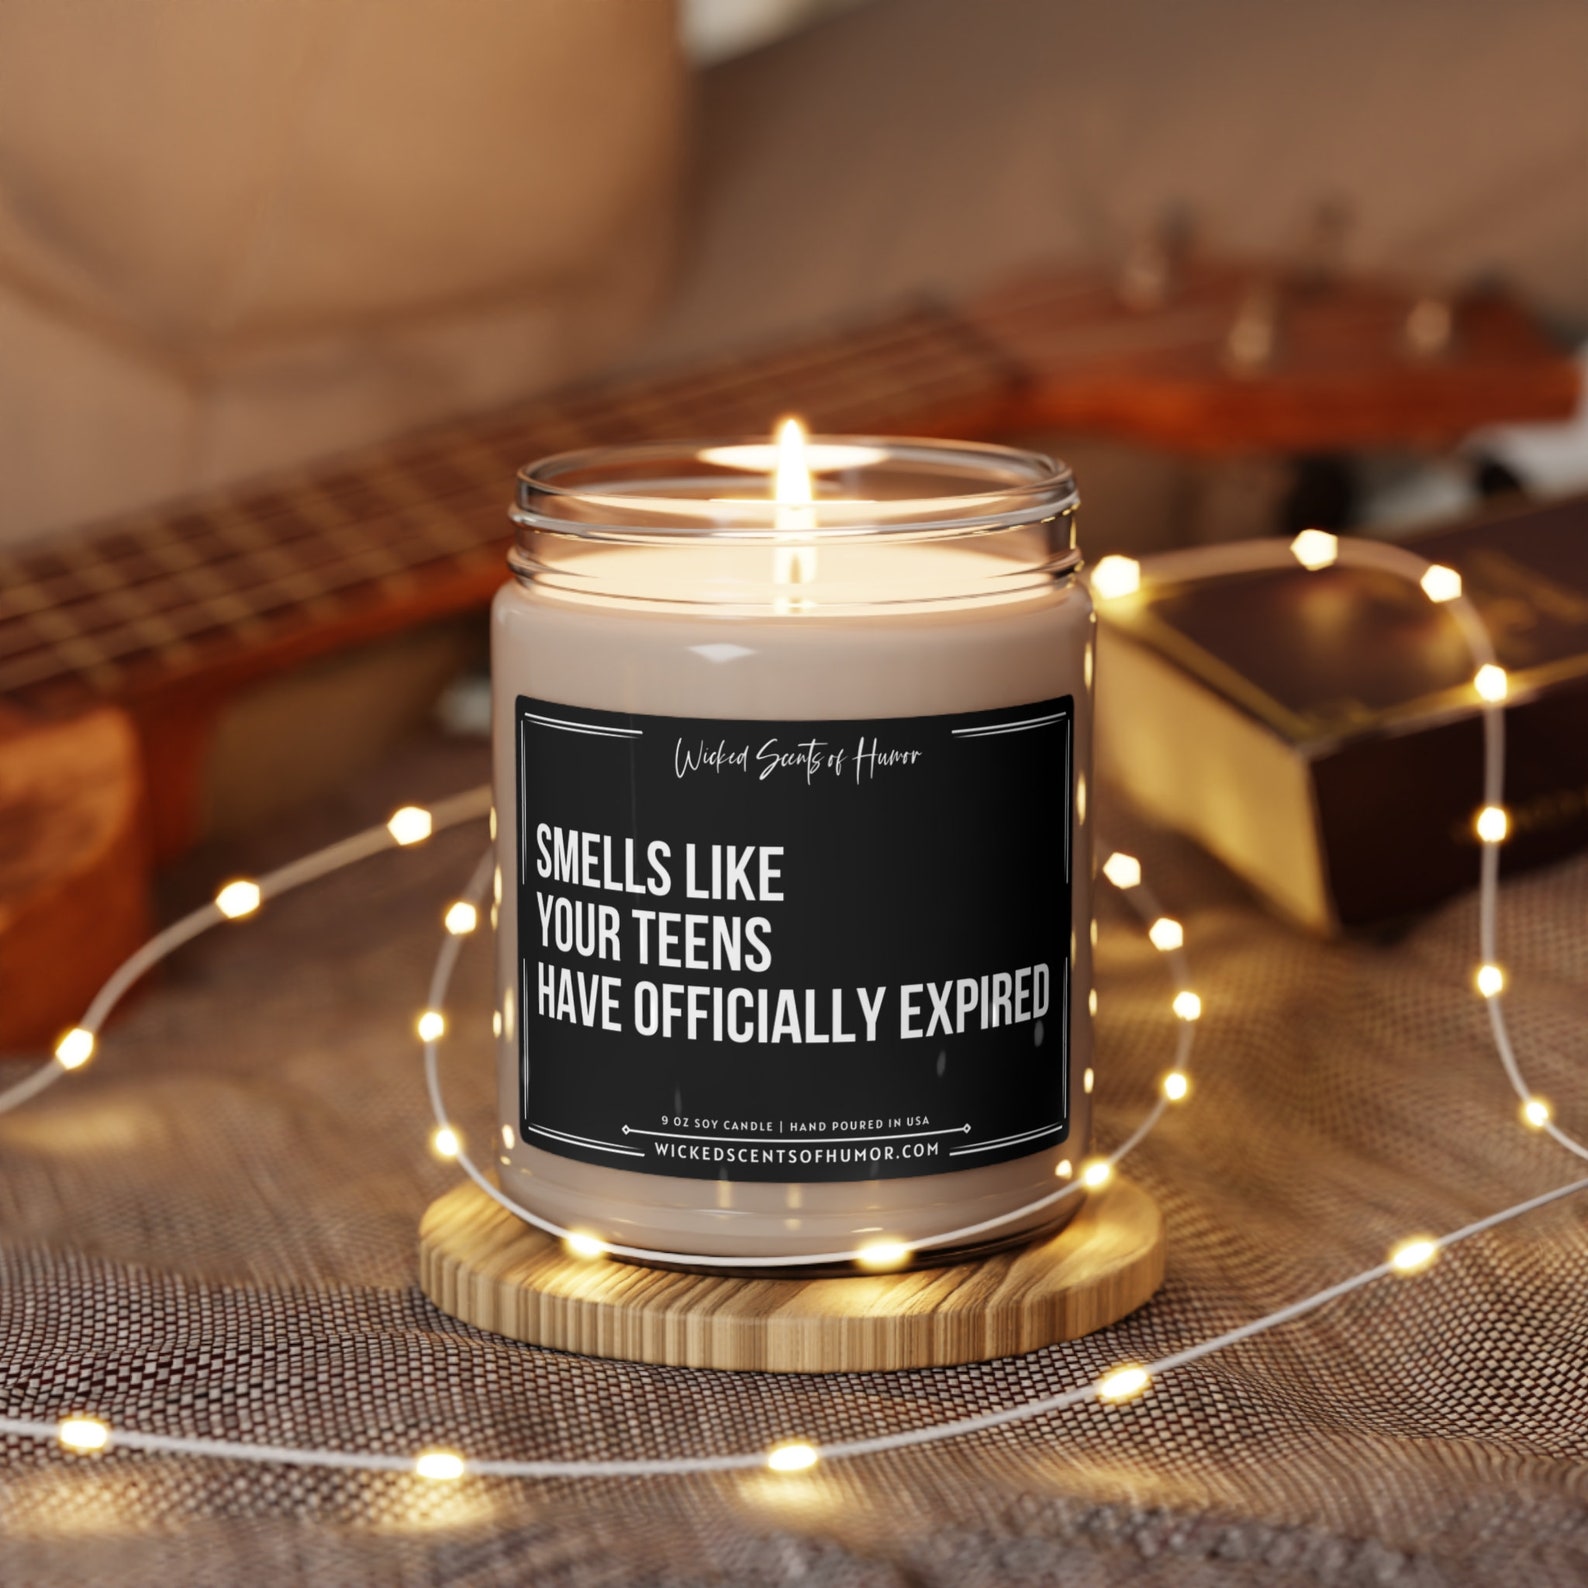 Wicked Scents of Humor
SMELLS LIKE
YOUR TEENS
HAVE OFFICIALLY EXPIRED
9 OZ SOY CANDLE | HAND POURED IN USA
WICKEDSCENTSOFHUMOR.COM